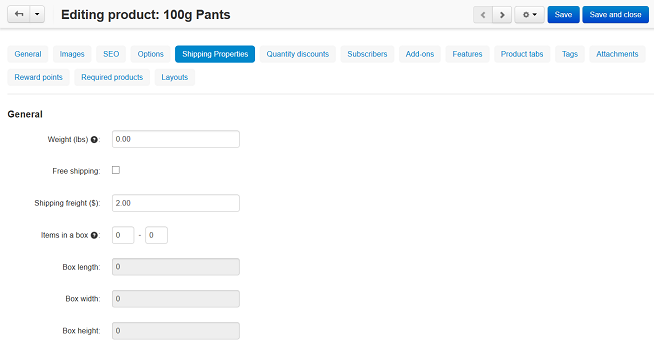 Editing product: 100g Pants
Save
Save and close
General Images SEO Options Shipping Properties Quantity discounts Subscribers Add-ons Features Product tabs Tags Attachments
Reward points Required products Layouts
General
Weight (lbs) ?: 0.00
Free shipping:
Shipping freight ($): 2.00
Items in a box ?: 0 - 0
Box length: 0
Box width: 0
Box height: 0